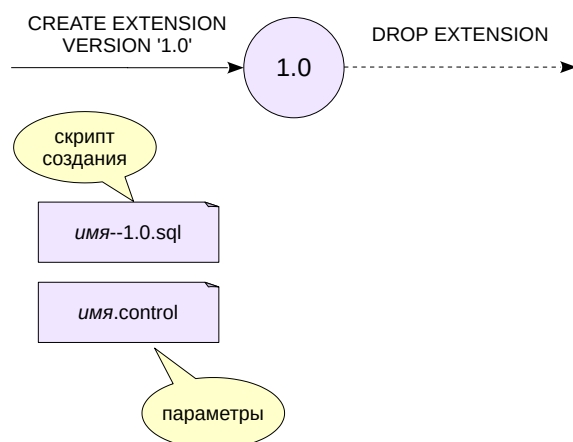 CREATE EXTENSION
VERSION '1.0'
DROP EXTENSION
1.0
скрипт
создания
имя--1.0.sql
имя.control
параметры